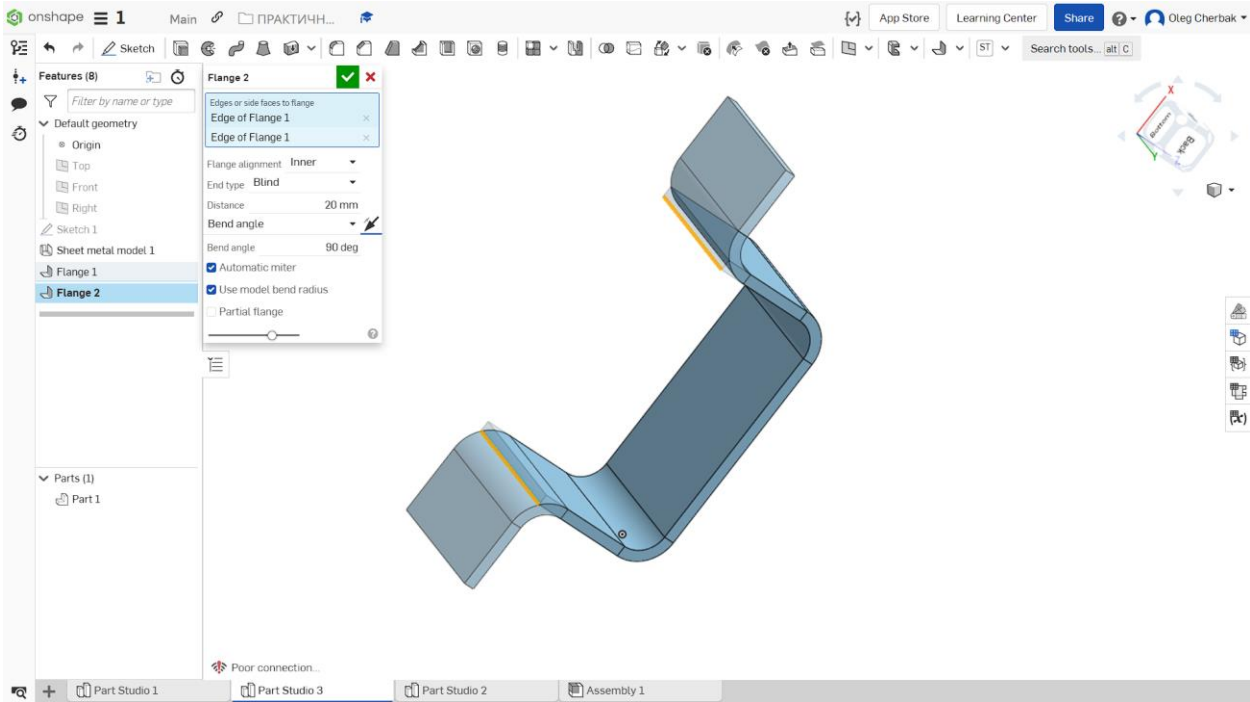 onshape 1 Main ПРАКТИЧН... App Store Learning Center Share Oleg Cherbak
Sketch ST Search tools... alt C
Features (8)
Filter by name or type
Default geometry
Origin
Top
Front
Right
Sketch 1
Sheet metal model 1
Flange 1
Flange 2
Parts (1)
Part 1
Flange 2
Edges or side faces to flange
Edge of Flange 1
Edge of Flange 1
Flange alignment Inner
End type Blind
Distance 20 mm
Bend angle
Bend angle 90 deg
Automatic miter
Use model bend radius
Partial flange
X
Bottom
Back
Y
Poor connection...
Part Studio 1 Part Studio 3 Part Studio 2 Assembly 1